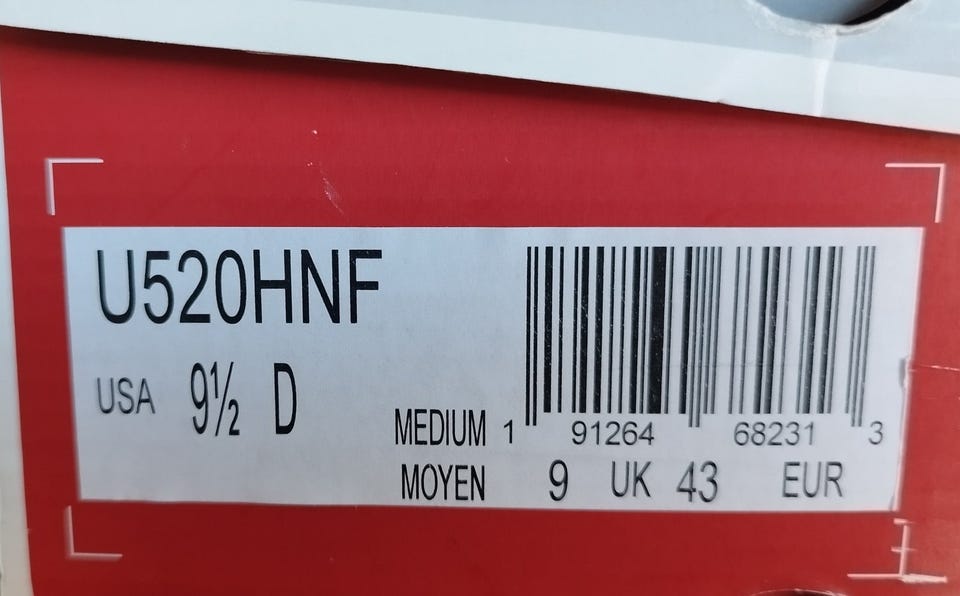 U520HNF
USA 9½ D
MEDIUM 1 91264 68231 3
MOYEN 9 UK 43 EUR